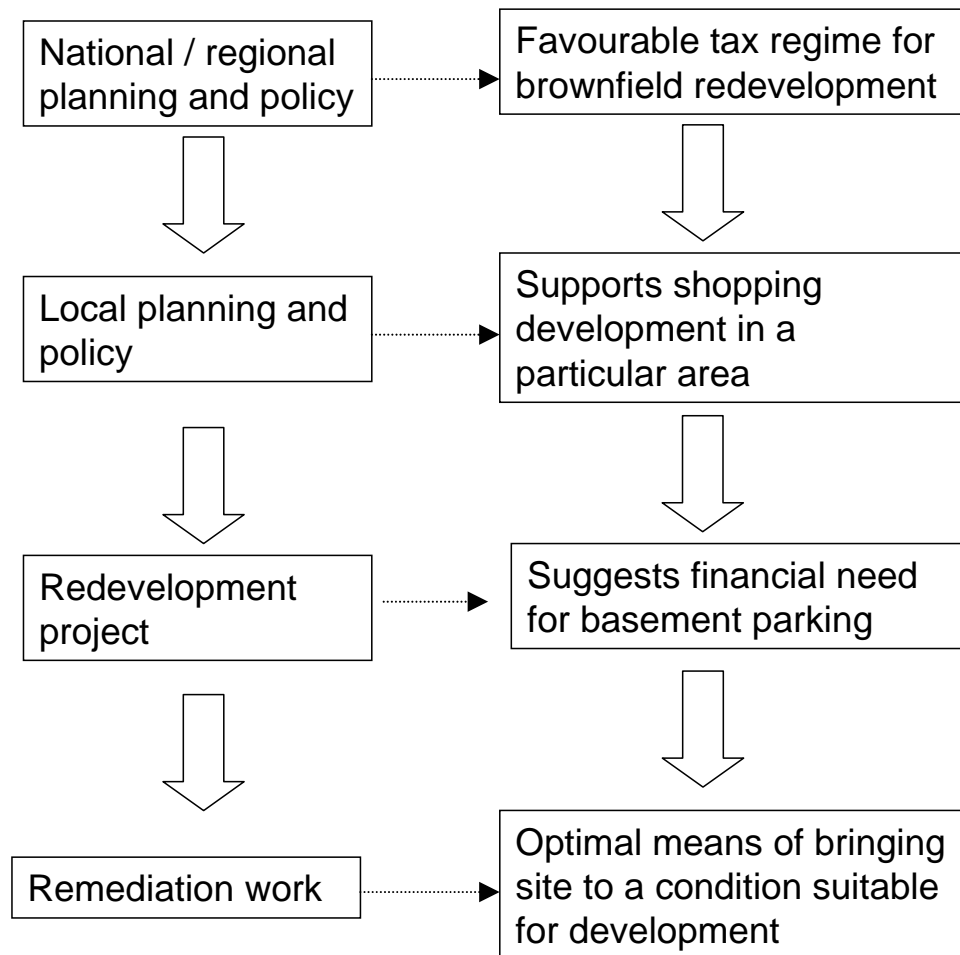 National / regional
planning and policy
Favourable tax regime for
brownfield redevelopment
Local planning and
policy
Supports shopping
development in a
particular area
Redevelopment
project
Suggests financial need
for basement parking
Remediation work
Optimal means of bringing
site to a condition suitable
for development